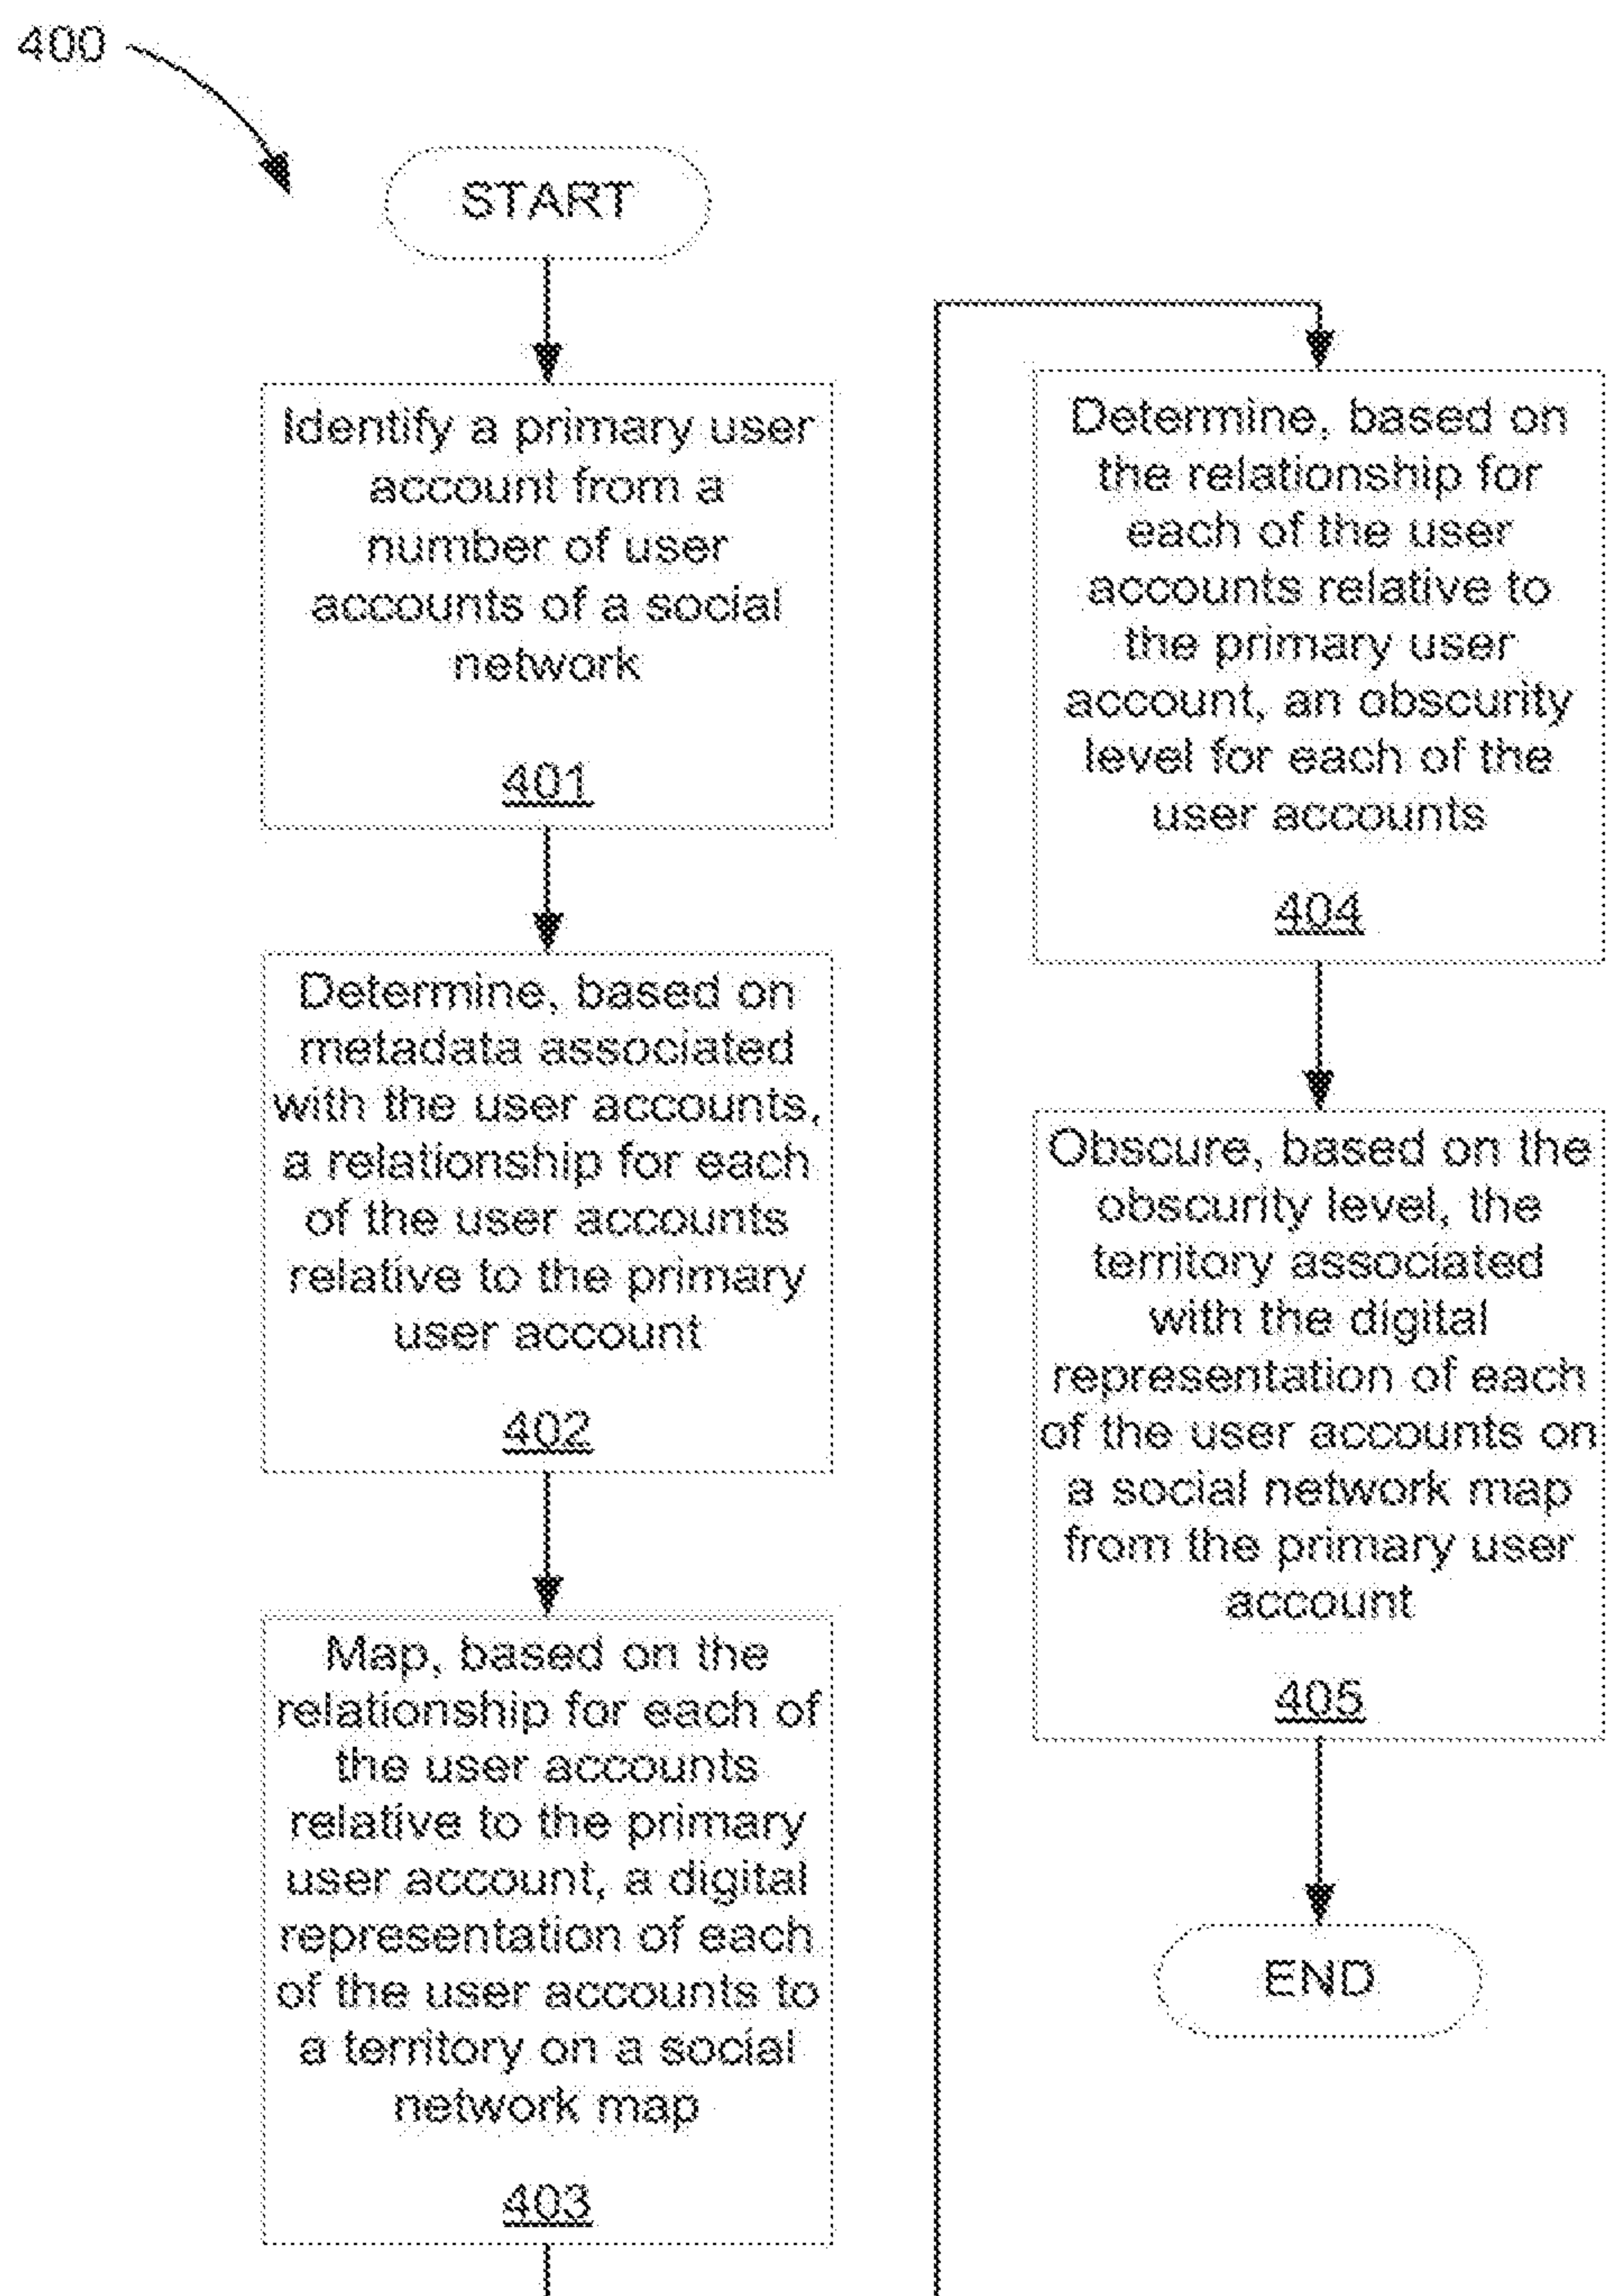 400
START
Identify a primary user
account from a
number of user
accounts of a social
network
401
Determine, based on
metadata associated
with the user accounts,
a relationship for each
of the user accounts
relative to the primary
user account
402
Map, based on the
relationship for each of
the user accounts
relative to the primary
user account, a digital
representation of each
of the user accounts to
a territory on a social
network map
403
Determine, based on
the relationship for
each of the user
accounts relative to
the primary user
account, an obscurity
level for each of the
user accounts
404
Obscure, based on the
obscurity level, the
territory associated
with the digital
representation of each
of the user accounts on
a social network map
from the primary user
account
405
END